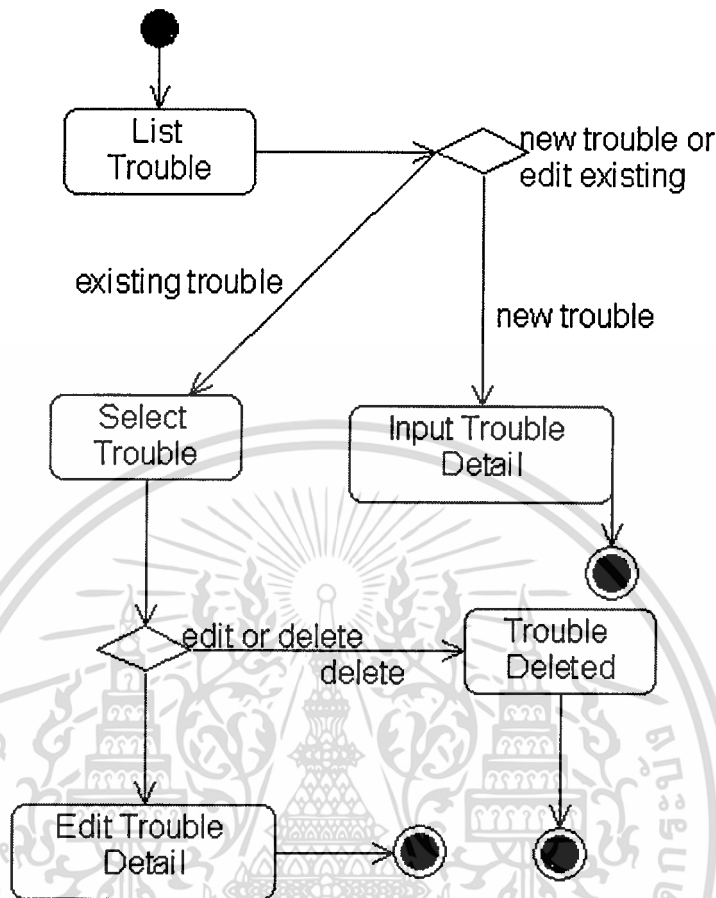 List
Trouble
new trouble or
edit existing
existing trouble
new trouble
Select
Trouble
Input Trouble
Detail
edit or delete
delete
Trouble
Deleted
Edit Trouble
Detail